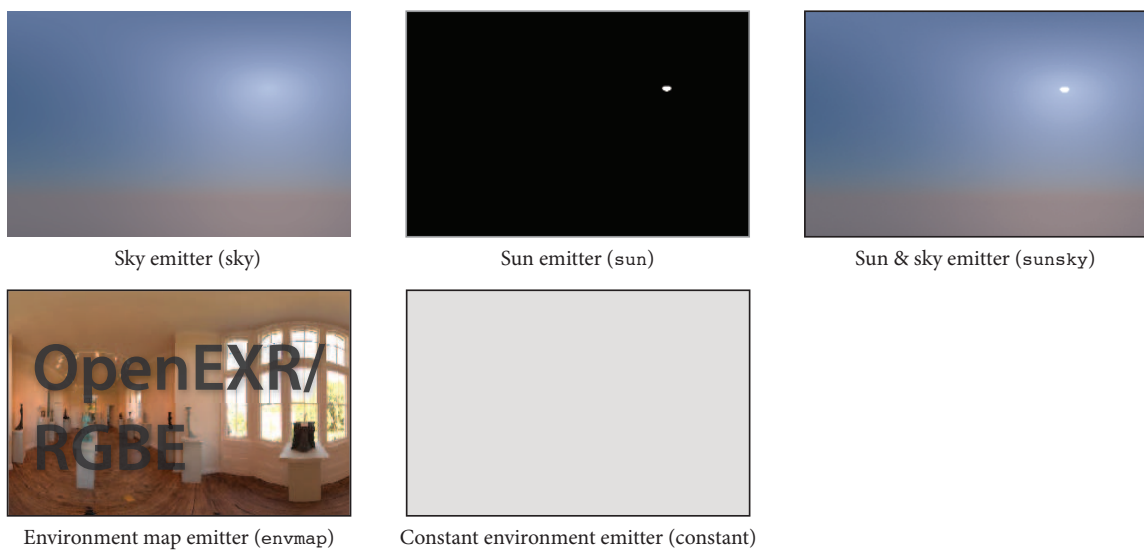 Sky emitter (sky)
Sun emitter (sun)
Sun & sky emitter (sunsky)
OpenEXR/
RGBE
Environment map emitter (envmap)
Constant environment emitter (constant)